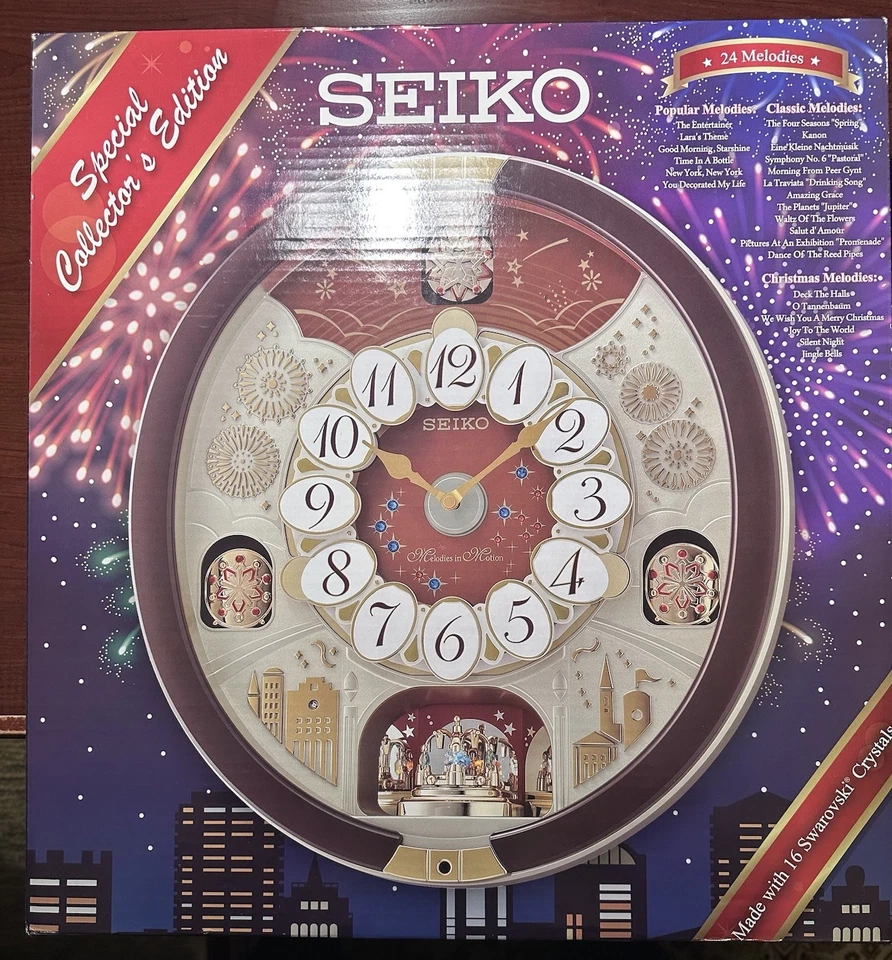 Special
Collector's Edition
SEIKO
24 Melodies
Popular Melodies:
The Entertainer
Lara's Theme
Good Morning, Starshine
Time In A Bottle
New York, New York
You Decorated My Life
Classic Melodies:
The Four Seasons "Spring"
Kanon
Eine Kleine Nachtmusik
Symphony No. 6 "Pastoral"
Morning From Peer Gynt
La Traviata "Drinking Song"
Amazing Grace
The Planets "Jupiter"
Waltz Of The Flowers
Salut d'Amour
Pictures At An Exhibition "Promenade"
Dance Of The Reed Pipes
Christmas Melodies:
Deck The Halls
O Tannenbaum
We Wish You A Merry Christmas
Joy To The World
Silent Night
Jingle Bells
12
11
1
10
2
9
3
8
4
7
5
6
SEIKO
Melodies in Motion
Made with 16 Swarovski® Crystals